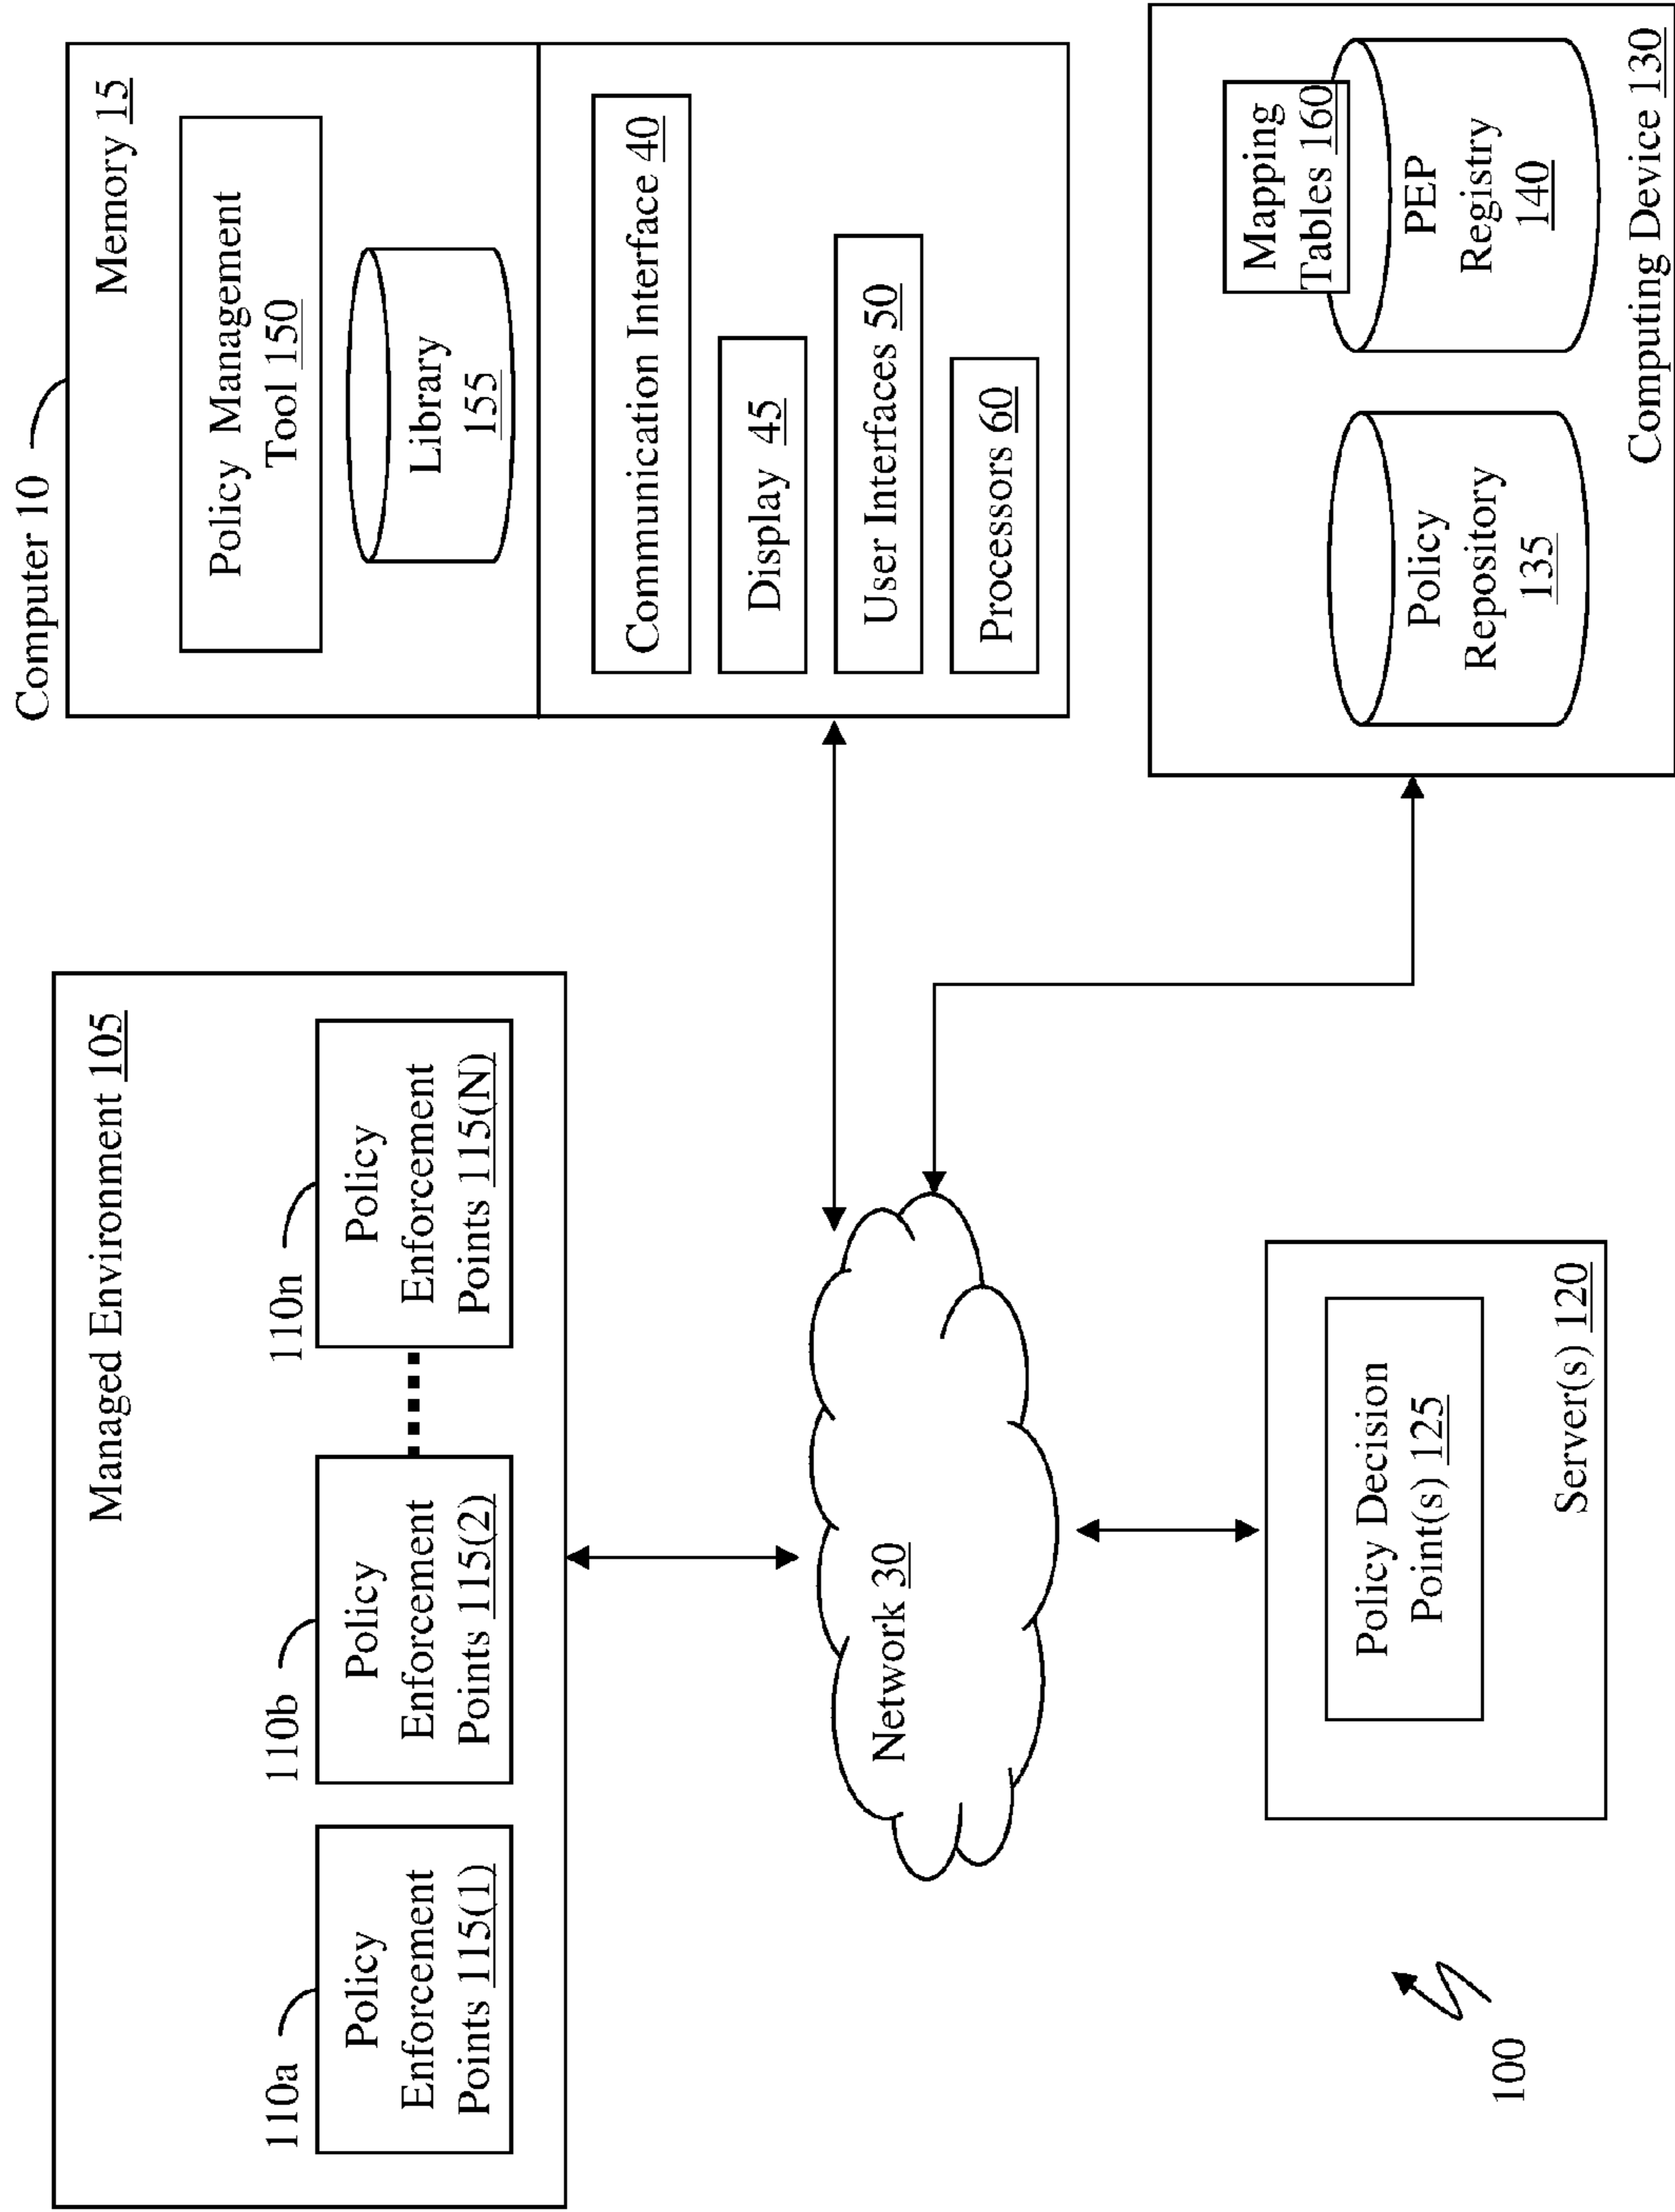 Managed Environment 105
110a
Policy
Enforcement
Points 115(1)
110b
Policy
Enforcement
Points 115(2)
110n
Policy
Enforcement
Points 115(N)
Computer 10
Memory 15
Policy Management
Tool 150
Library
155
Communication Interface 40
Display 45
User Interfaces 50
Processors 60
Network 30
Policy Decision
Point(s) 125
Server(s) 120
Policy
Repository
135
Mapping
Tables 160
PEP
Registry
140
Computing Device 130
100